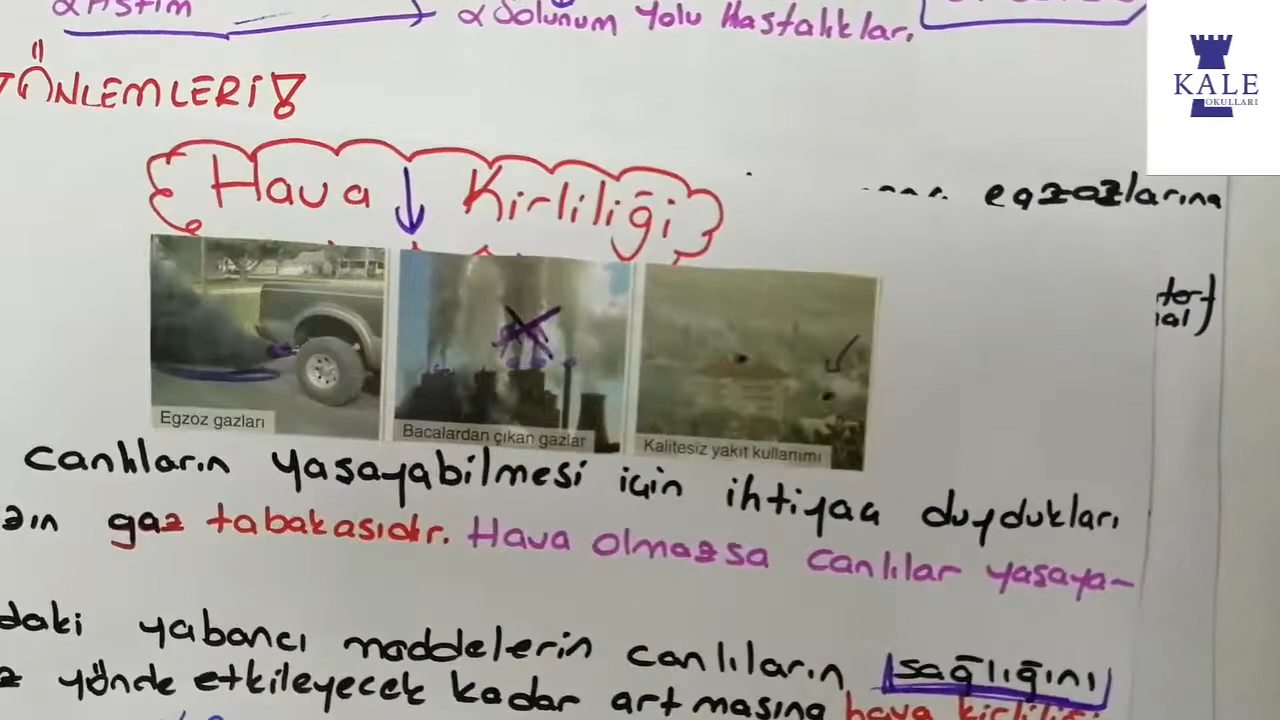 Astım α Solunum Yolu Hastalıklar,
KALE
OKULLARI
ÖNLEMLERİ
Hava Kirliliği
egzozlarına
Egzoz gazları
Bacalardan çıkan gazlar
Kalitesiz yakıt kullanımı
canlıların yaşayabilmesi için ihtiyaç duydukları
gaz tabakasıdır. Hava olmazsa canlılar yaşaya-
daki yabancı maddelerin canlıların sağlığını
yönde etkileyecek kadar artmasına hava kirliliği